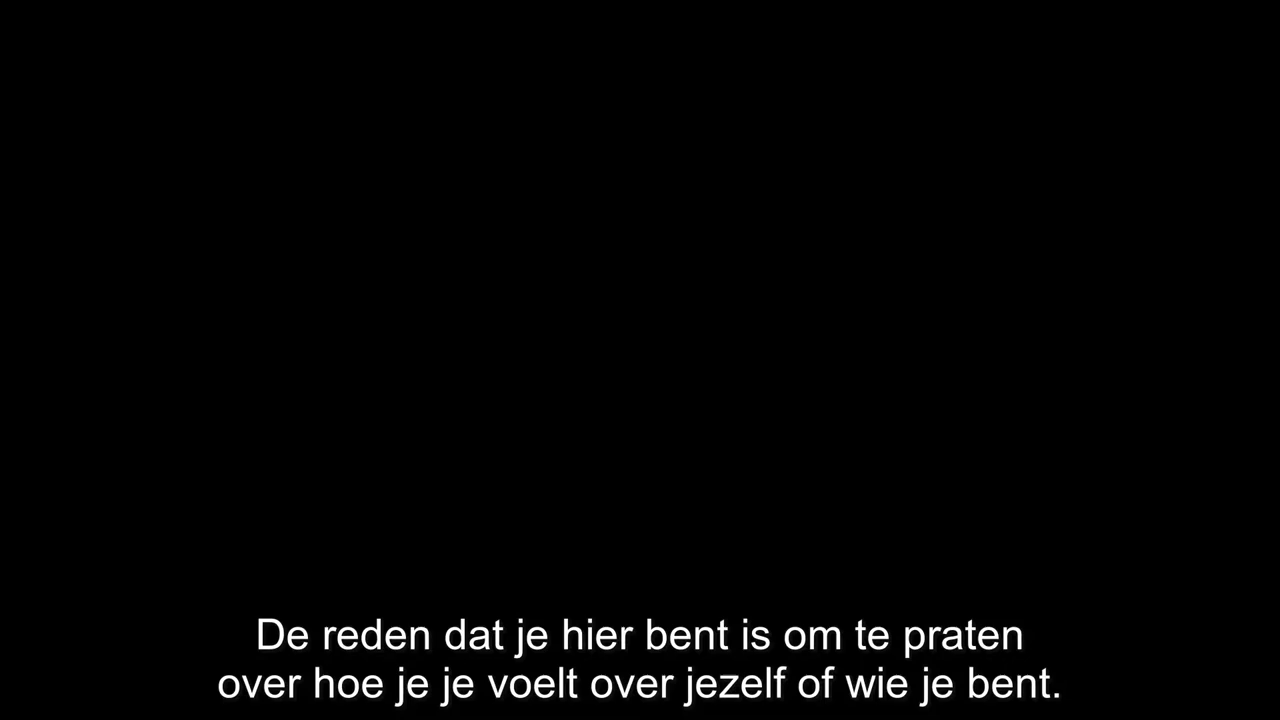 De reden dat je hier bent is om te praten
over hoe je je voelt over jezelf of wie je bent.